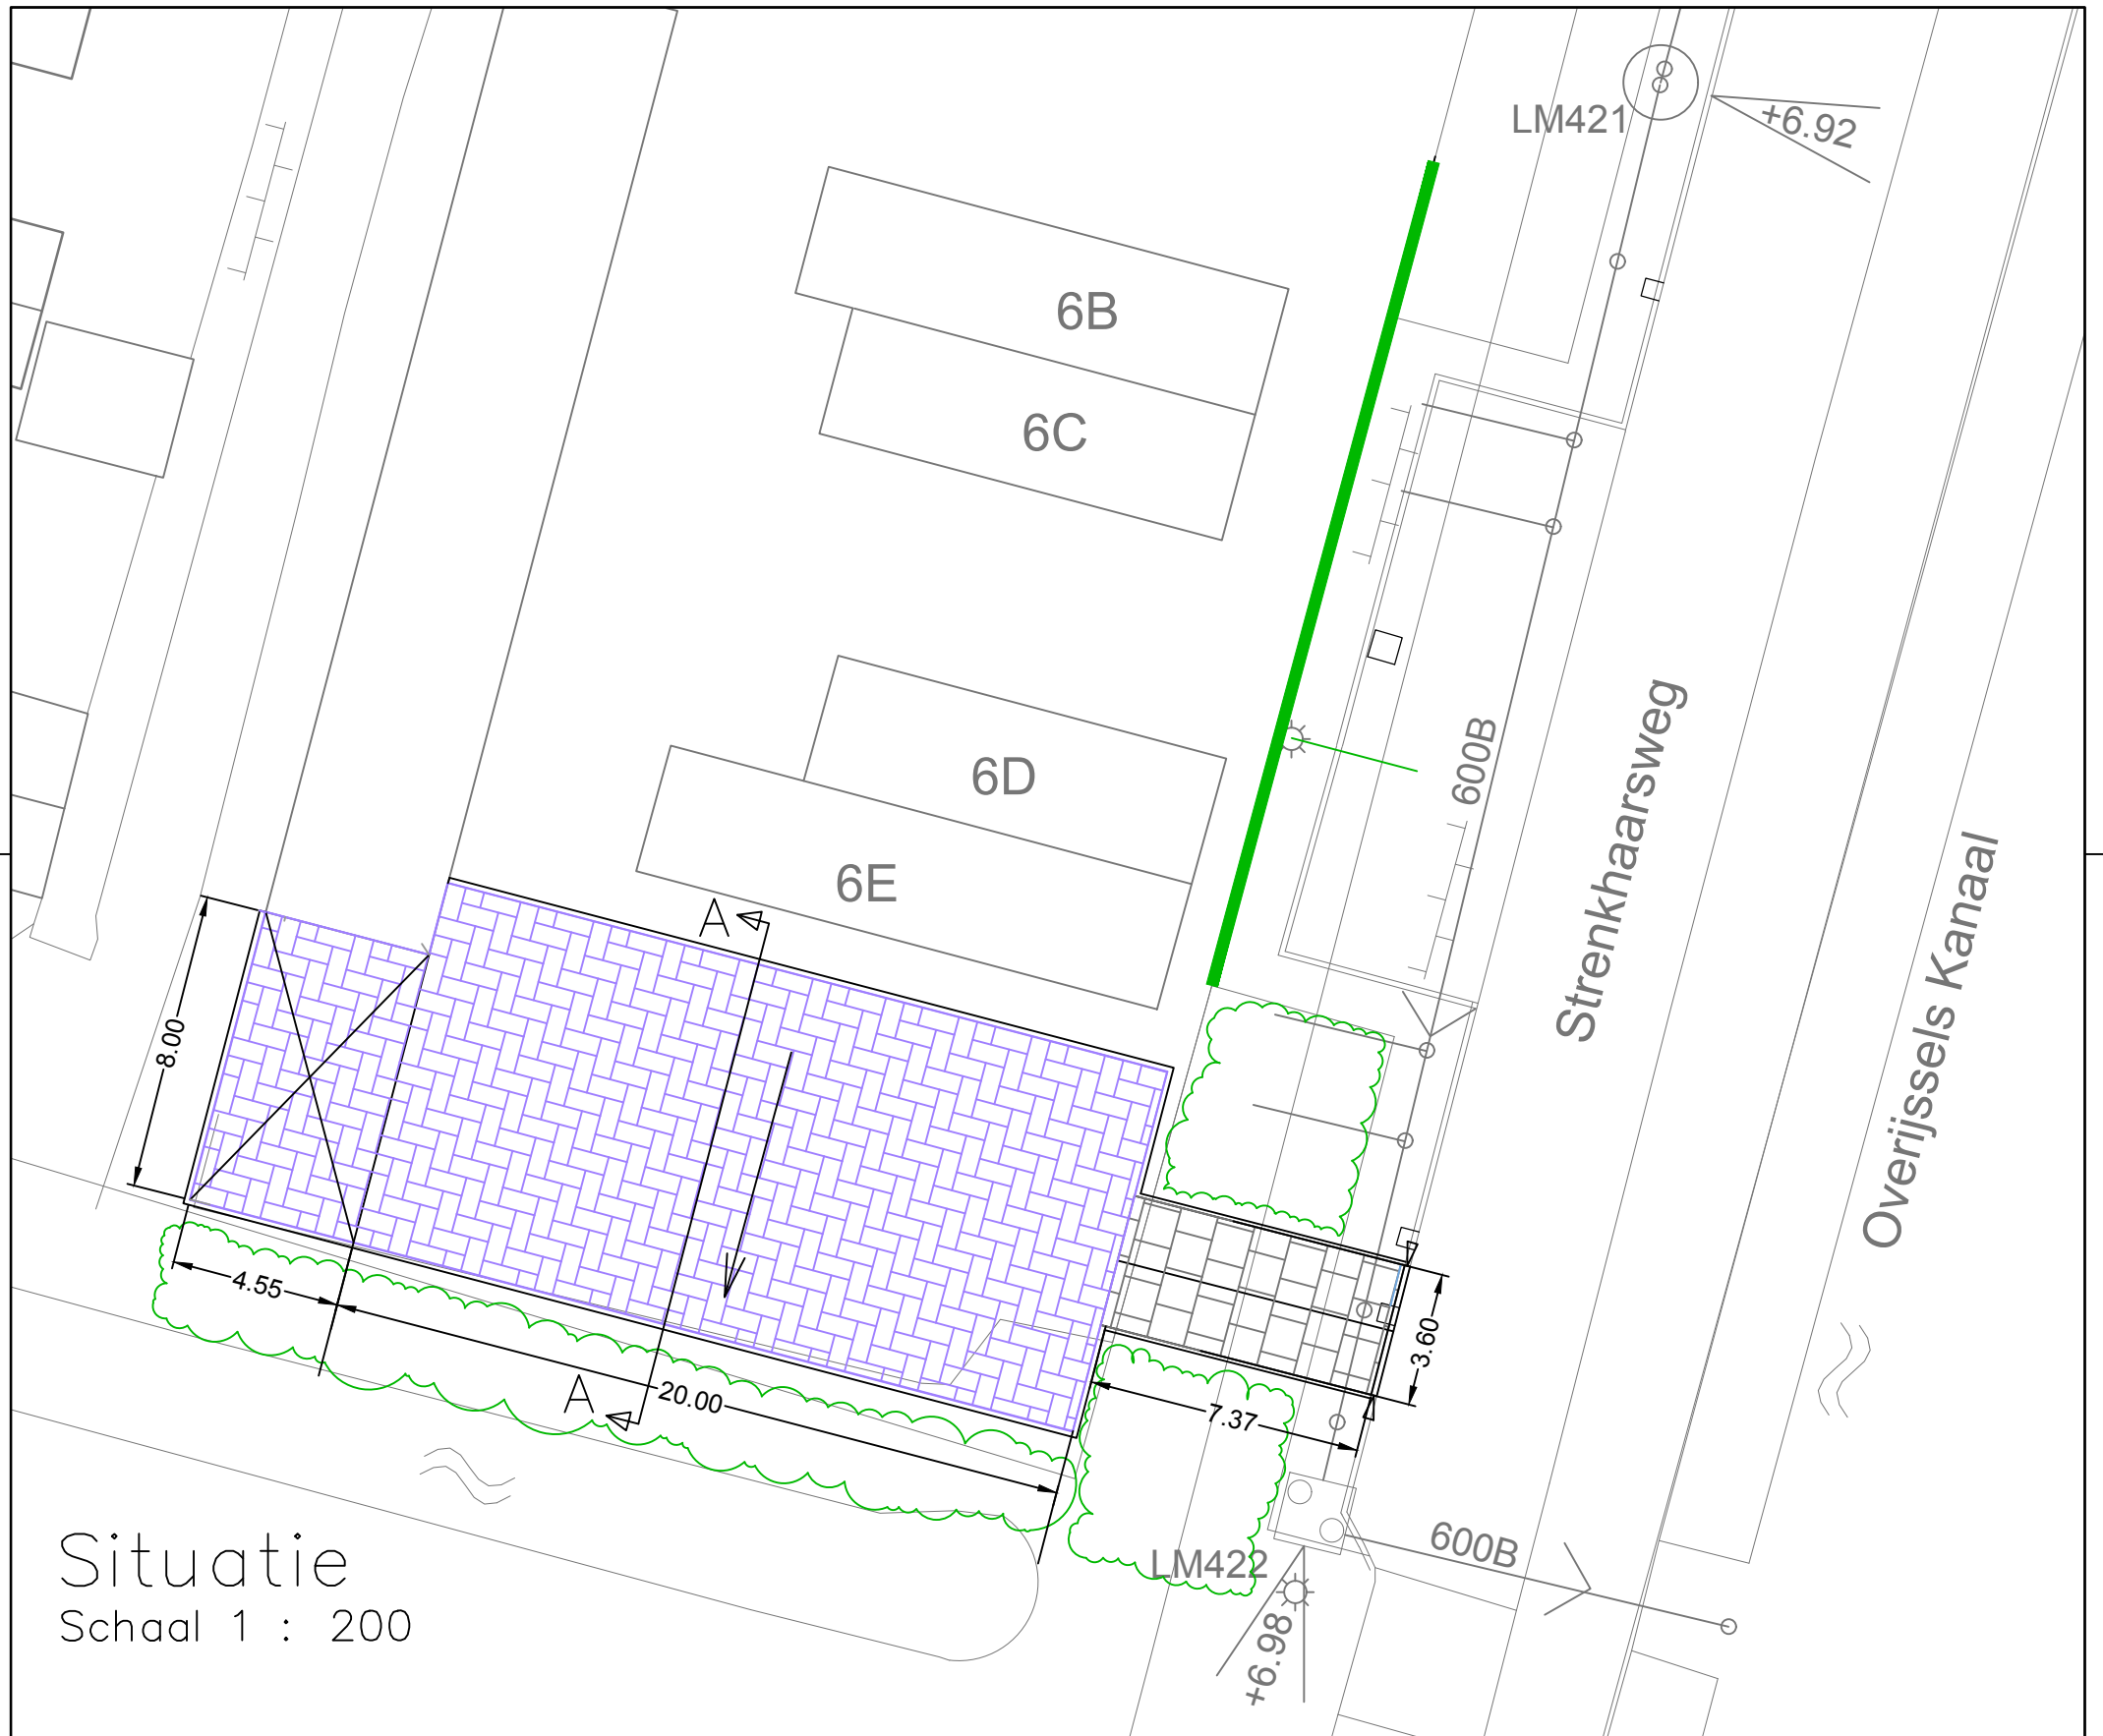 LM421
+6.92
6B
6C
6D
6E
600B
Strenkhaarsweg
Overijssels Kanaal
A
8.00
4.55
20.00
A
3.60
7.37
LM422
600B
+6.98
Situatie
Schaal 1 : 200